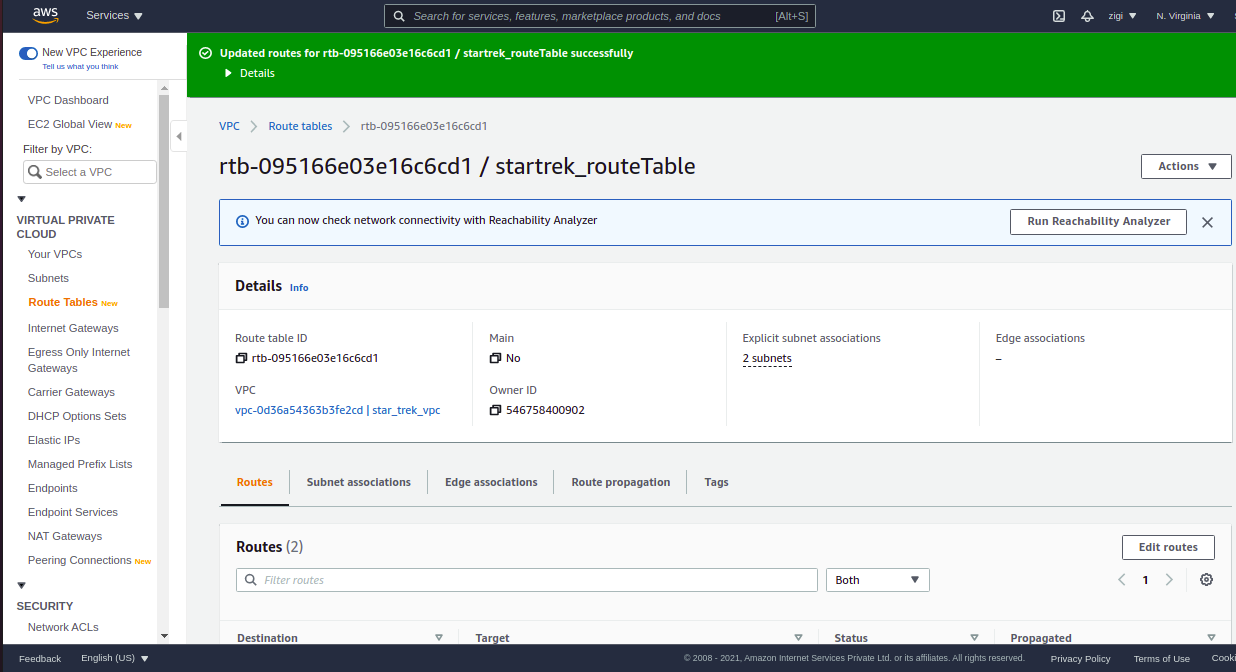 aws
Services
Search for services, features, marketplace products, and docs [Alt+S]
zigi
N. Virginia
New VPC Experience
Tell us what you think
VPC Dashboard
EC2 Global View New
Filter by VPC:
Select a VPC
VIRTUAL PRIVATE
CLOUD
Your VPCs
Subnets
Route Tables New
Internet Gateways
Egress Only Internet
Gateways
Carrier Gateways
DHCP Options Sets
Elastic IPs
Managed Prefix Lists
Endpoints
Endpoint Services
NAT Gateways
Peering Connections New
SECURITY
Network ACLs
Updated routes for rtb-095166e03e16c6cd1 / startrek_routeTable successfully
Details
VPC > Route tables > rtb-095166e03e16c6cd1
rtb-095166e03e16c6cd1 / startrek_routeTable
Actions
You can now check network connectivity with Reachability Analyzer
Run Reachability Analyzer
Details Info
Route table ID
rtb-095166e03e16c6cd1
VPC
vpc-0d36a54363b3fe2cd | star_trek_vpc
Main
No
Owner ID
546758400902
Explicit subnet associations
2 subnets
Edge associations
–
Routes
Subnet associations
Edge associations
Route propagation
Tags
Routes (2)
Edit routes
Filter routes
Both
1
Destination
Target
Status
Propagated
Feedback
English (US)
© 2008 - 2021, Amazon Internet Services Private Ltd. or its affiliates. All rights reserved.
Privacy Policy
Terms of Use